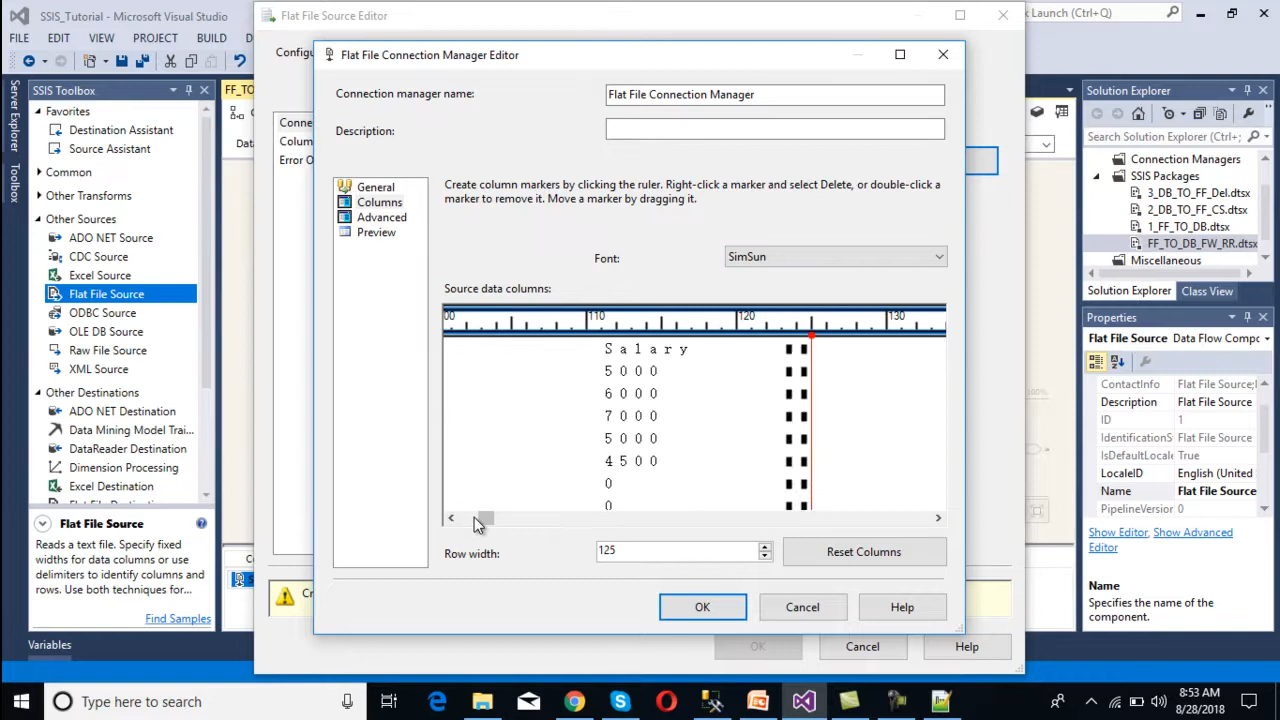 SSIS_Tutorial - Microsoft Visual Studio
Flat File Source Editor
Launch (Ctrl+Q)
FILE EDIT VIEW PROJECT BUILD
Flat File Connection Manager Editor
Server Explorer
Toolbox
SSIS Toolbox
Favorites
Destination Assistant
Source Assistant
Common
Other Transforms
Other Sources
ADO NET Source
CDC Source
Excel Source
Flat File Source
ODBC Source
OLE DB Source
Raw File Source
XML Source
Other Destinations
ADO NET Destination
Data Mining Model Trai...
DataReader Destination
Dimension Processing
Excel Destination
Flat File Source
Reads a text file. Specify fixed
widths for data columns or use
delimiters to identify columns and
rows. Use both techniques for...
Find Samples
Variables
Connection manager name:
Flat File Connection Manager
Description:
General
Columns
Advanced
Preview
Create column markers by clicking the ruler. Right-click a marker and select Delete, or double-click a
marker to remove it. Move a marker by dragging it.
Font:
SimSun
Source data columns:
00 110 120 130
Salary
5000
6000
7000
5000
4500
0
0
Row width:
125
Reset Columns
OK
Cancel
Help
OK
Cancel
Help
Solution Explorer
Search Solution Explorer (Ctrl+;)
Connection Managers
SSIS Packages
3_DB_TO_FF_Del.dtsx
2_DB_TO_FF_CS.dtsx
1_FF_TO_DB.dtsx
FF_TO_DB_FW_RR.dtsx
Miscellaneous
Solution Explorer
Class View
Properties
Flat File Source Data Flow Compo
ContactInfo Flat File Source;
Description Flat File Source
ID 1
IdentificationS
IsDefaultLocale True
LocaleID English (United
Name Flat File Source
PipelineVersion 0
Show Editor, Show Advanced
Editor
Name
Specifies the name of the
component.
Type here to search
8:53 AM
8/28/2018